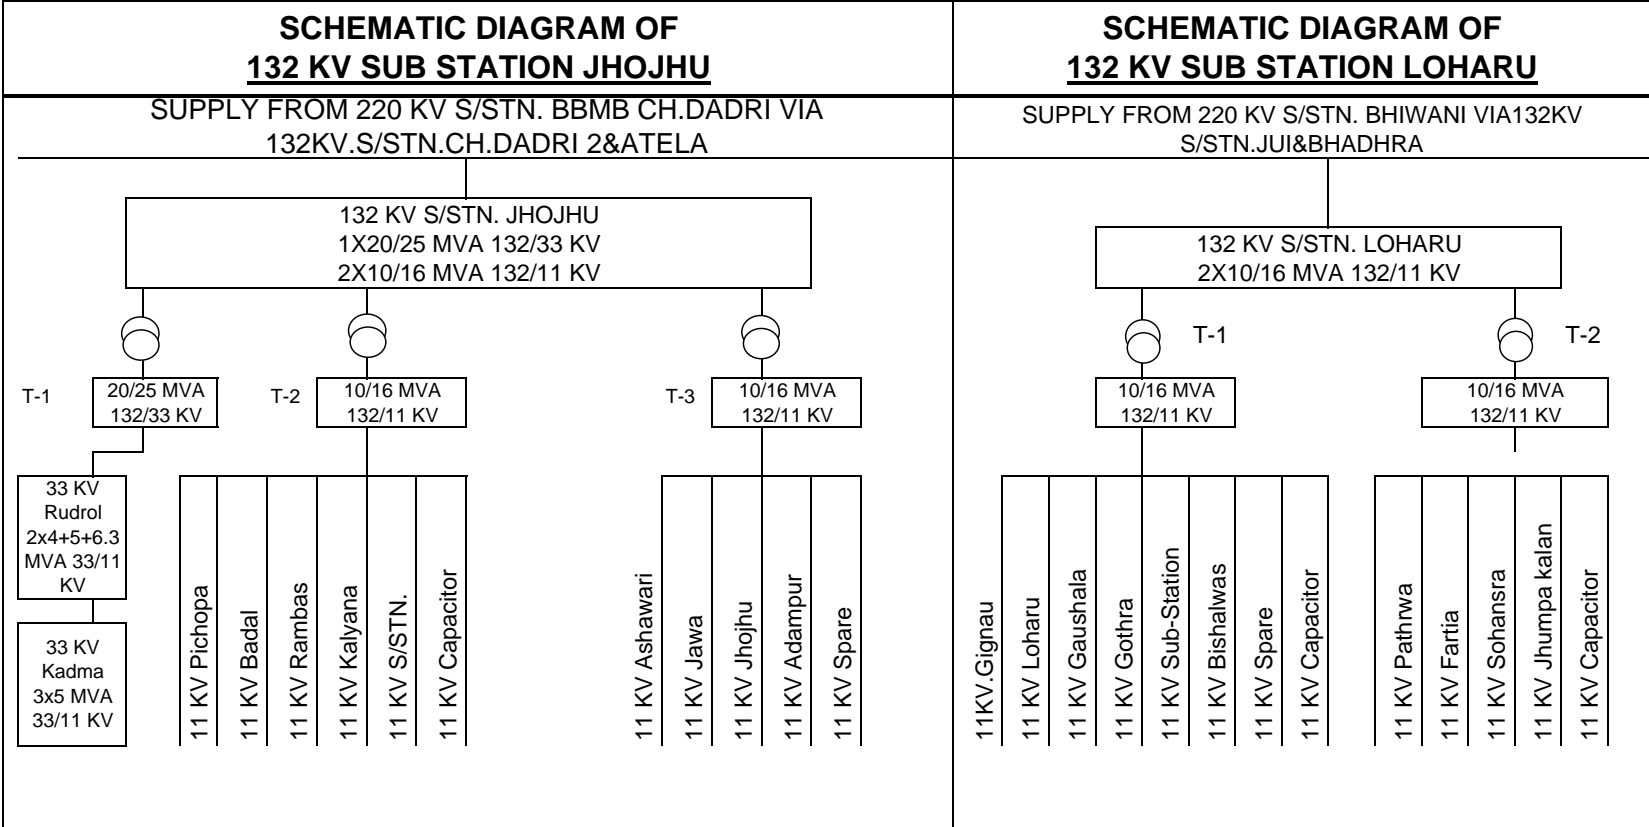 SCHEMATIC DIAGRAM OF
132 KV SUB STATION JHOJHU
SUPPLY FROM 220 KV S/STN. BBMB CH.DADRI VIA
132KV.S/STN.CH.DADRI 2&ATELA
132 KV S/STN. JHOJHU
1X20/25 MVA 132/33 KV
2X10/16 MVA 132/11 KV
T-1
20/25 MVA
132/33 KV
T-2
10/16 MVA
132/11 KV
T-3
10/16 MVA
132/11 KV
33 KV
Rudrol
2x4+5+6.3
MVA 33/11
KV
33 KV
Kadma
3x5 MVA
33/11 KV
11 KV Pichopa
11 KV Badal
11 KV Rambas
11 KV Kalyana
11 KV S/STN.
11 KV Capacitor
11 KV Ashawari
11 KV Jawa
11 KV Jhojhu
11 KV Adampur
11 KV Spare
SCHEMATIC DIAGRAM OF
132 KV SUB STATION LOHARU
SUPPLY FROM 220 KV S/STN. BHIWANI VIA132KV
S/STN.JUI&BHADHRA
132 KV S/STN. LOHARU
2X10/16 MVA 132/11 KV
T-1
T-2
10/16 MVA
132/11 KV
10/16 MVA
132/11 KV
11KV.Gignau
11 KV Loharu
11 KV Gaushala
11 KV Gothra
11 KV Sub-Station
11 KV Bishalwas
11 KV Spare
11 KV Capacitor
11 KV Pathrwa
11 KV Fartia
11 KV Sohansra
11 KV Jhumpa kalan
11 KV Capacitor